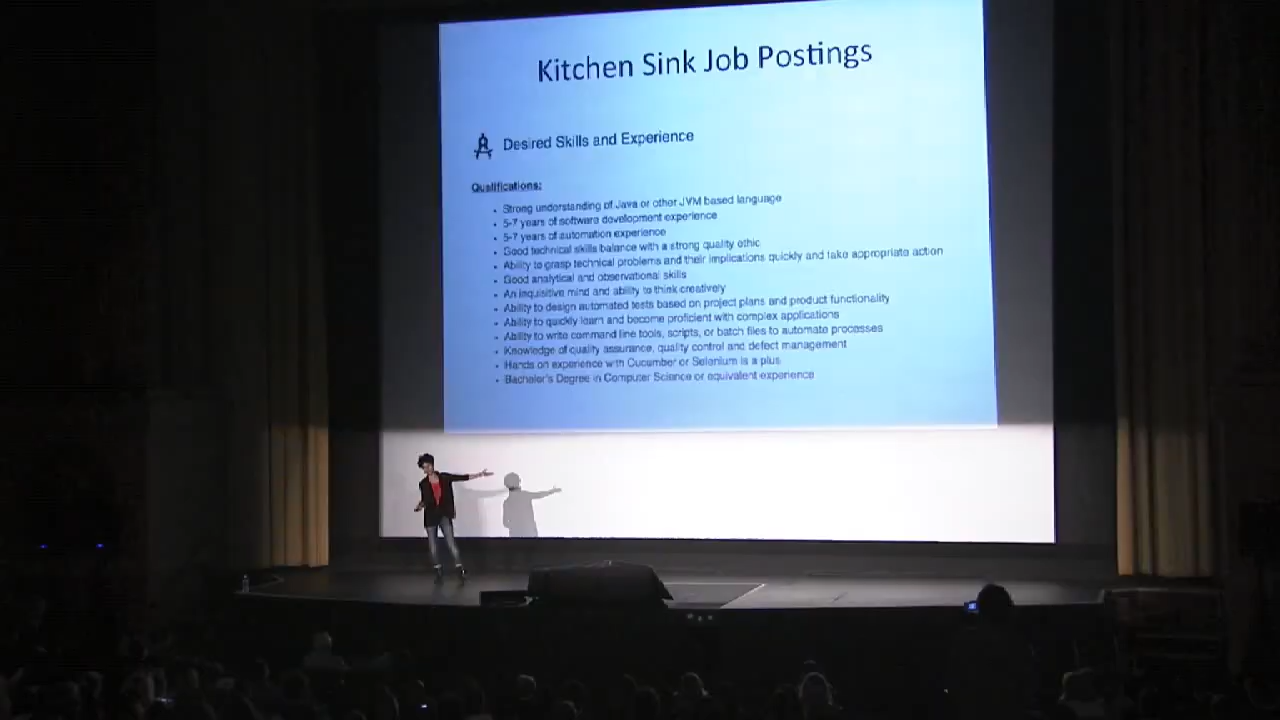 Kitchen Sink Job Postings
Desired Skills and Experience
Qualifications:
• Strong understanding of Java or other JVM based language
• 5-7 years of software development experience
• 5-7 years of automation experience
• Good technical skills balance with a strong quality ethic
• Ability to grasp technical problems and their implications quickly and take appropriate action
• Good analytical and observational skills
• An inquisitive mind and ability to think creatively
• Ability to design automated tests based on project plans and product functionality
• Ability to quickly learn and become proficient with complex applications
• Ability to write command line tools, scripts, or batch files to automate processes
• Knowledge of quality assurance, quality control and defect management
• Hands on experience with Cucumber or Selenium is a plus
• Bachelor's Degree in Computer Science or equivalent experience